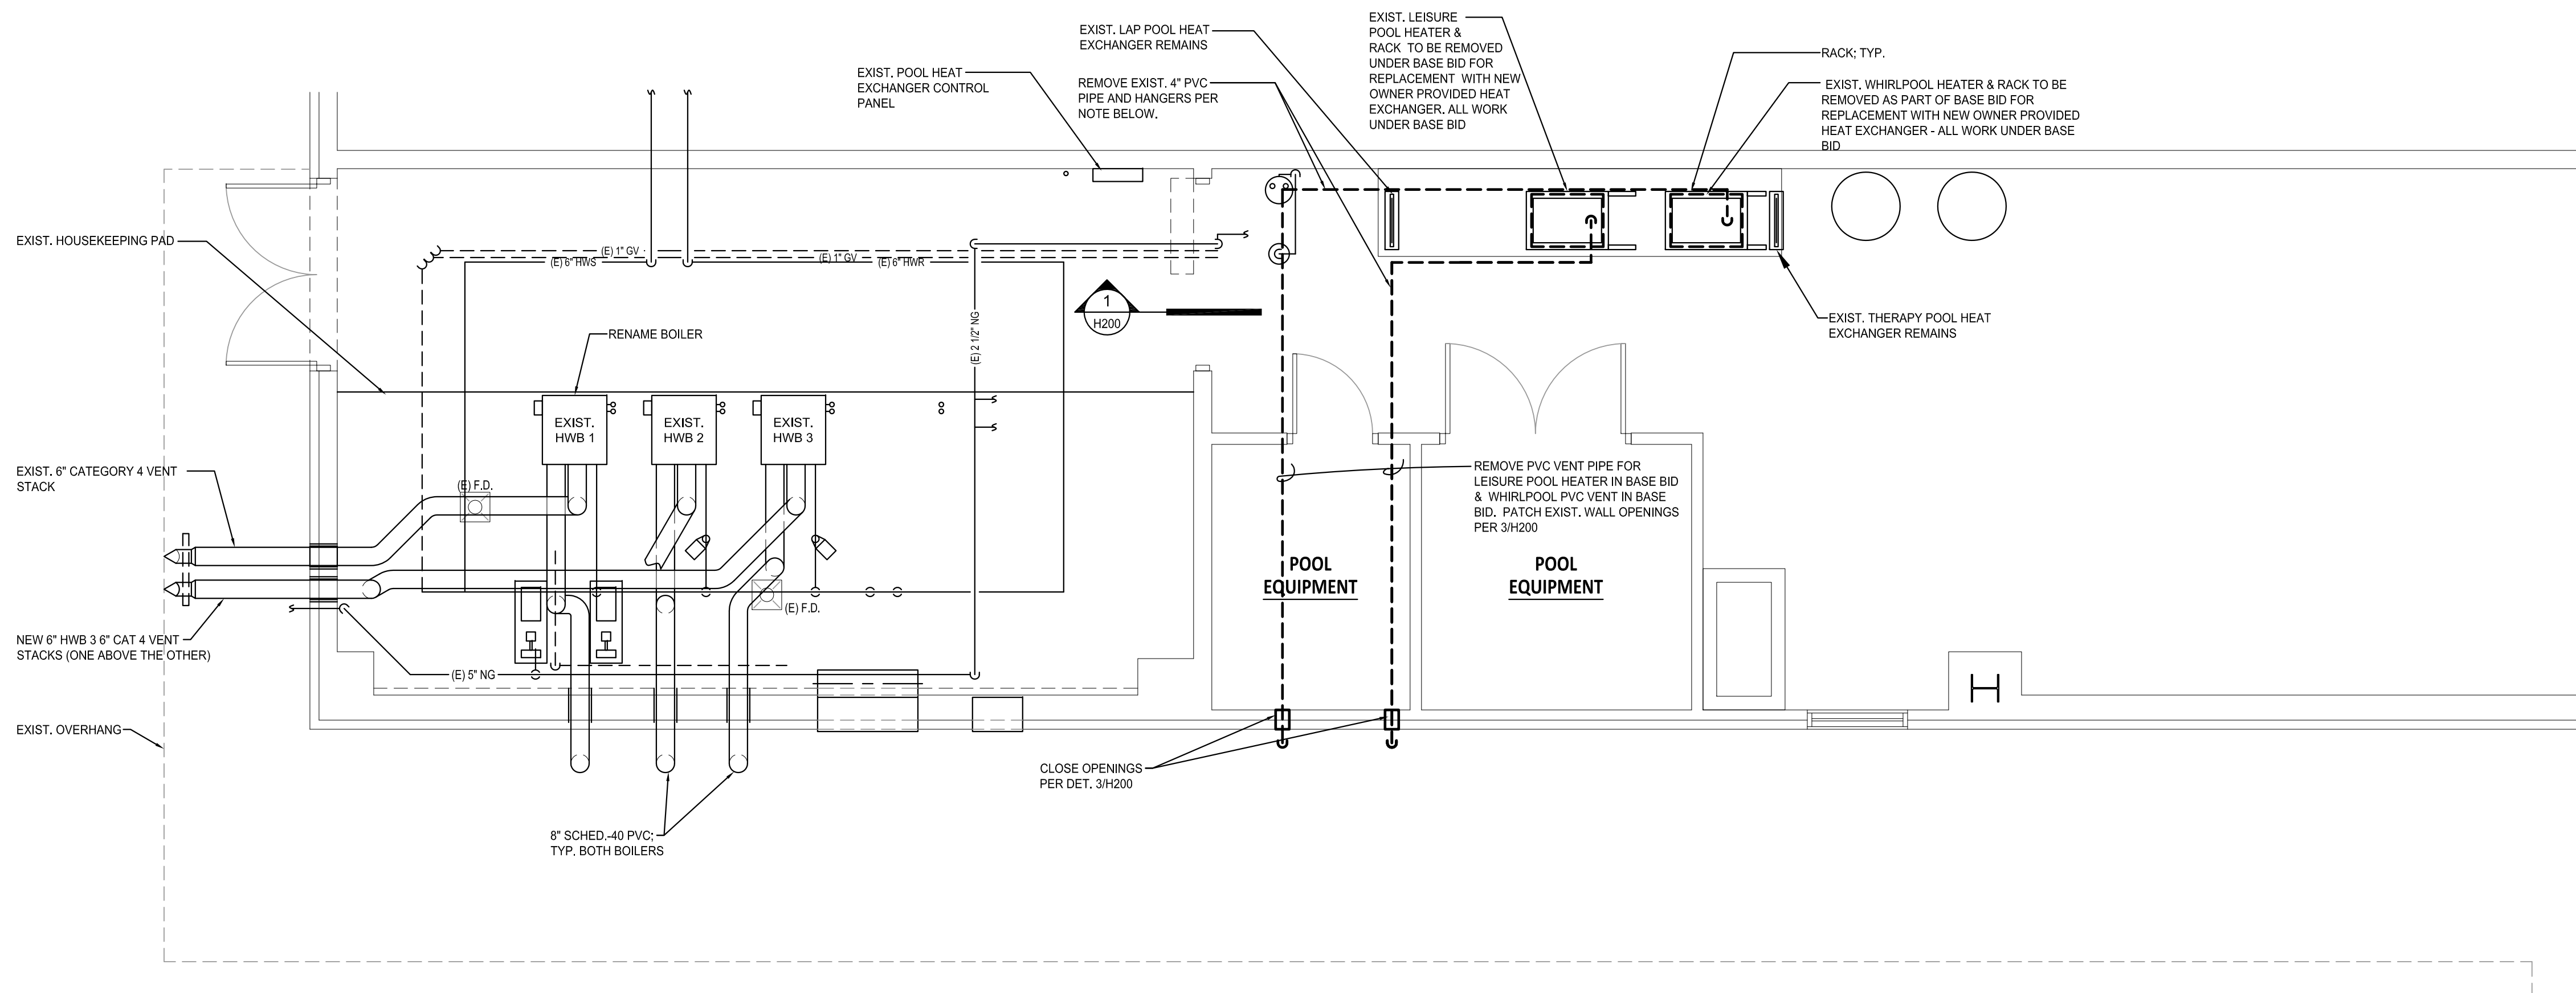 EXIST. LEISURE
POOL HEATER &
RACK TO BE REMOVED
UNDER BASE BID FOR
REPLACEMENT WITH NEW
OWNER PROVIDED HEAT
EXCHANGER. ALL WORK
UNDER BASE BID
EXIST. LAP POOL HEAT
EXCHANGER REMAINS
RACK; TYP.
EXIST. POOL HEAT
EXCHANGER CONTROL
PANEL
REMOVE EXIST. 4" PVC
PIPE AND HANGERS PER
NOTE BELOW.
EXIST. WHIRLPOOL HEATER & RACK TO BE
REMOVED AS PART OF BASE BID FOR
REPLACEMENT WITH NEW OWNER PROVIDED
HEAT EXCHANGER - ALL WORK UNDER BASE
BID
EXIST. HOUSEKEEPING PAD
(E) 1" GV
(E) 6" HWS
(E) 1" GV
(E) 6" HWR
1
H200
EXIST. THERAPY POOL HEAT
EXCHANGER REMAINS
RENAME BOILER
(E) 2 1/2" NG
EXIST.
HWB 1
EXIST.
HWB 2
EXIST.
HWB 3
EXIST. 6" CATEGORY 4 VENT
STACK
(E) F.D.
REMOVE PVC VENT PIPE FOR
LEISURE POOL HEATER IN BASE BID
& WHIRLPOOL PVC VENT IN BASE
BID. PATCH EXIST. WALL OPENINGS
PER 3/H200
POOL
EQUIPMENT
POOL
EQUIPMENT
(E) F.D.
NEW 6" HWB 3 6" CAT 4 VENT
STACKS (ONE ABOVE THE OTHER)
(E) 5" NG
H
EXIST. OVERHANG
CLOSE OPENINGS
PER DET. 3/H200
8" SCHED.-40 PVC;
TYP. BOTH BOILERS